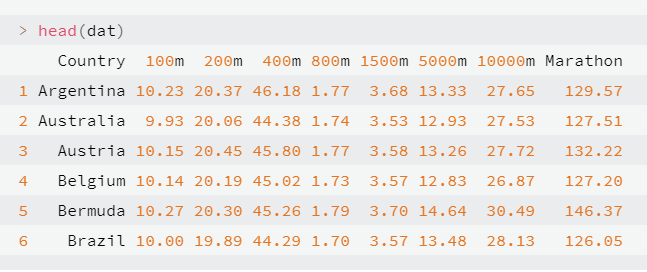 > head(dat)
Country 100m 200m 400m 800m 1500m 5000m 10000m Marathon
1 Argentina 10.23 20.37 46.18 1.77 3.68 13.33 27.65 129.57
2 Australia 9.93 20.06 44.38 1.74 3.53 12.93 27.53 127.51
3 Austria 10.15 20.45 45.80 1.77 3.58 13.26 27.72 132.22
4 Belgium 10.14 20.19 45.02 1.73 3.57 12.83 26.87 127.20
5 Bermuda 10.27 20.30 45.26 1.79 3.70 14.64 30.49 146.37
6 Brazil 10.00 19.89 44.29 1.70 3.57 13.48 28.13 126.05